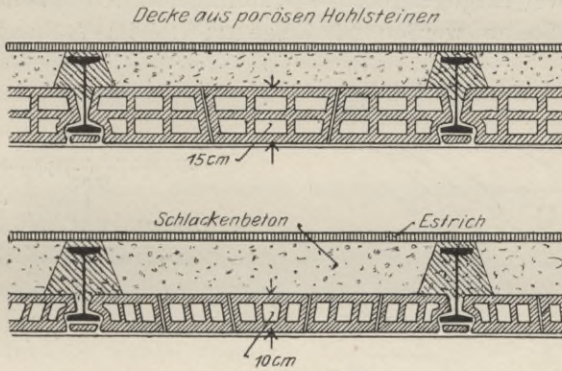 Decke aus porösen Hohlsteinen
15cm
Schlackenbeton
Estrich
10cm